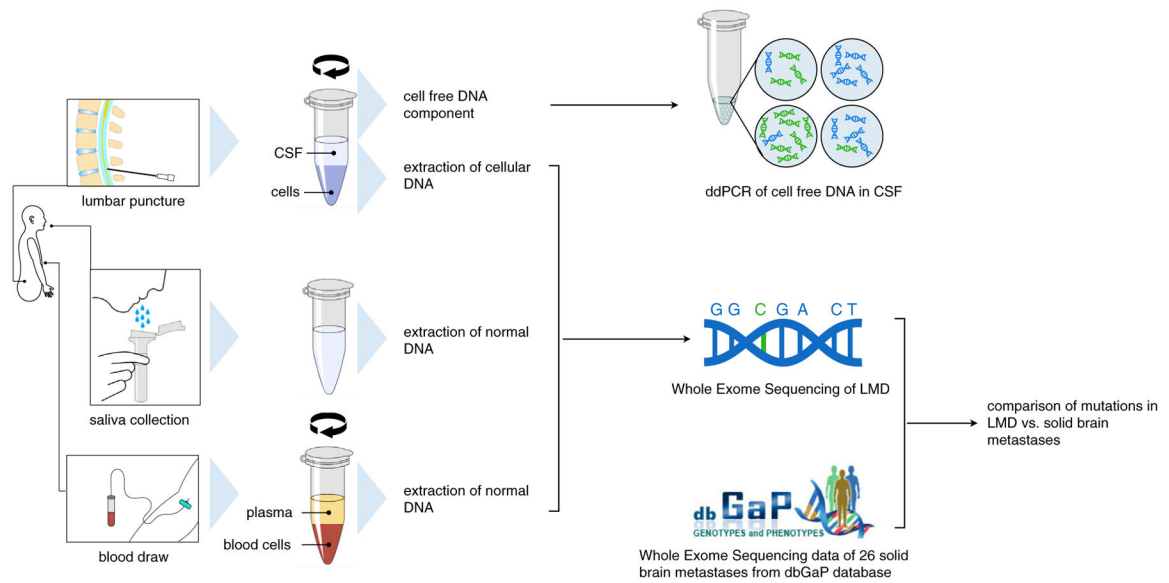 cell free DNA
component
CSF
cells
extraction of cellular
DNA
lumbar puncture
ddPCR of cell free DNA in CSF
extraction of normal
DNA
saliva collection
GG C GA CT
Whole Exome Sequencing of LMD
comparison of mutations in
LMD vs. solid brain
metastases
plasma
blood cells
extraction of normal
DNA
blood draw
db GaP
GENOTYPES and PHENOTYPES
Whole Exome Sequencing data of 26 solid
brain metastases from dbGaP database